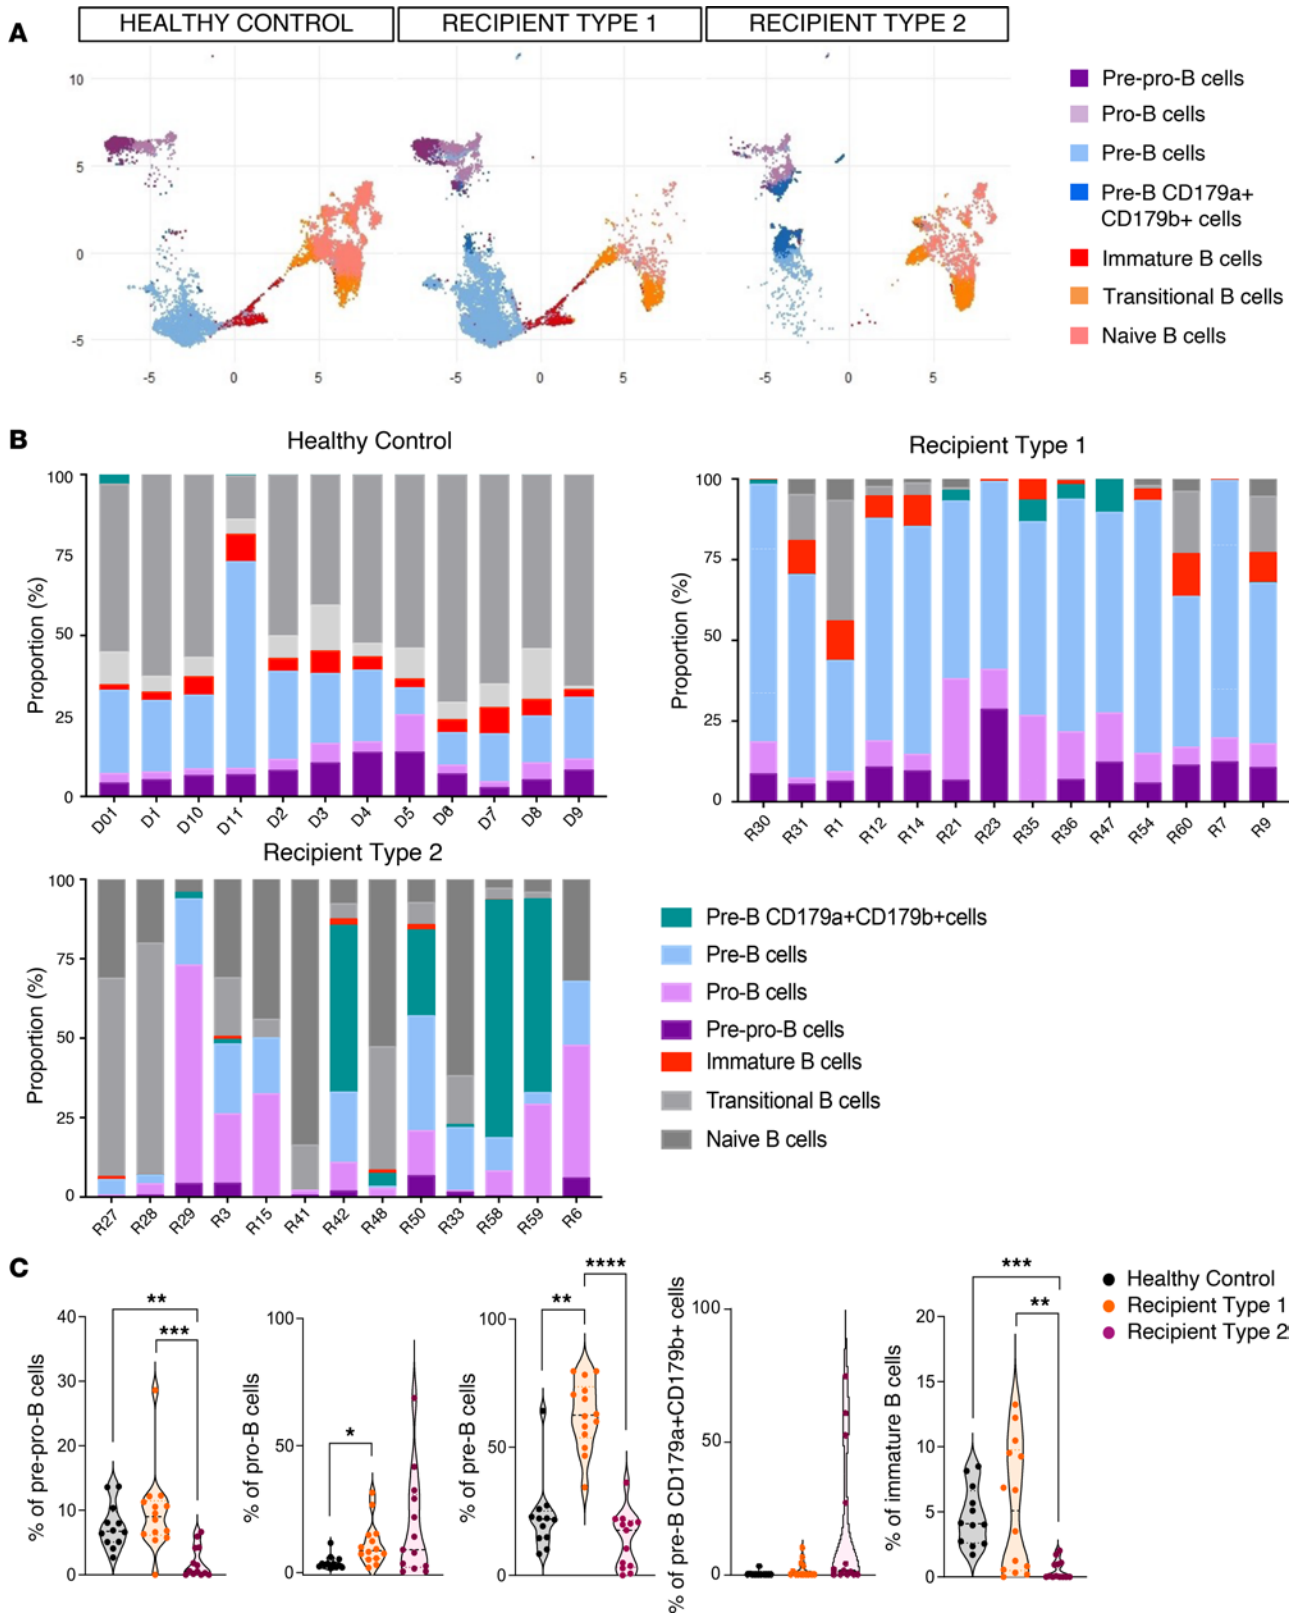 A
HEALTHY CONTROL
RECIPIENT TYPE 1
RECIPIENT TYPE 2
10
5
0
-5
-5
0
5
-5
0
5
-5
0
5
Pre-pro-B cells
Pro-B cells
Pre-B cells
Pre-B CD179a+
CD179b+ cells
Immature B cells
Transitional B cells
Naive B cells
B
Healthy Control
Proportion (%)
100
75
50
25
0
D01
D1
D10
D11
D2
D3
D4
D5
D6
D7
D8
D9
Recipient Type 1
Proportion (%)
100
75
50
25
0
R30
R31
R1
R12
R14
R21
R23
R35
R36
R47
R54
R60
R7
R9
Recipient Type 2
Proportion (%)
100
75
50
25
0
R27
R28
R29
R3
R15
R41
R42
R48
R50
R33
R58
R59
R6
Pre-B CD179a+CD179b+cells
Pre-B cells
Pro-B cells
Pre-pro-B cells
Immature B cells
Transitional B cells
Naive B cells
C
% of pre-pro-B cells
40
30
20
10
0
**
***
% of pro-B cells
100
50
0
*
% of pre-B cells
100
50
0
**
****
% of pre-B CD179a+CD179b+ cells
100
50
0
% of immature B cells
20
15
10
5
0
***
**
Healthy Control
Recipient Type 1
Recipient Type 2